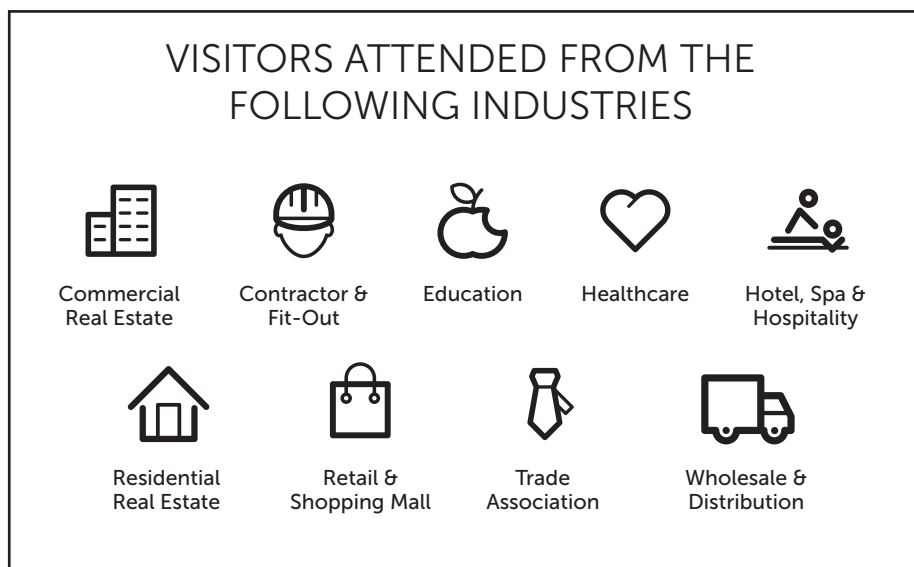 VISITORS ATTENDED FROM THE
FOLLOWING INDUSTRIES
Commercial
Real Estate
Contractor &
Fit-Out
Education
Healthcare
Hotel, Spa &
Hospitality
Residential
Real Estate
Retail &
Shopping Mall
Trade
Association
Wholesale &
Distribution